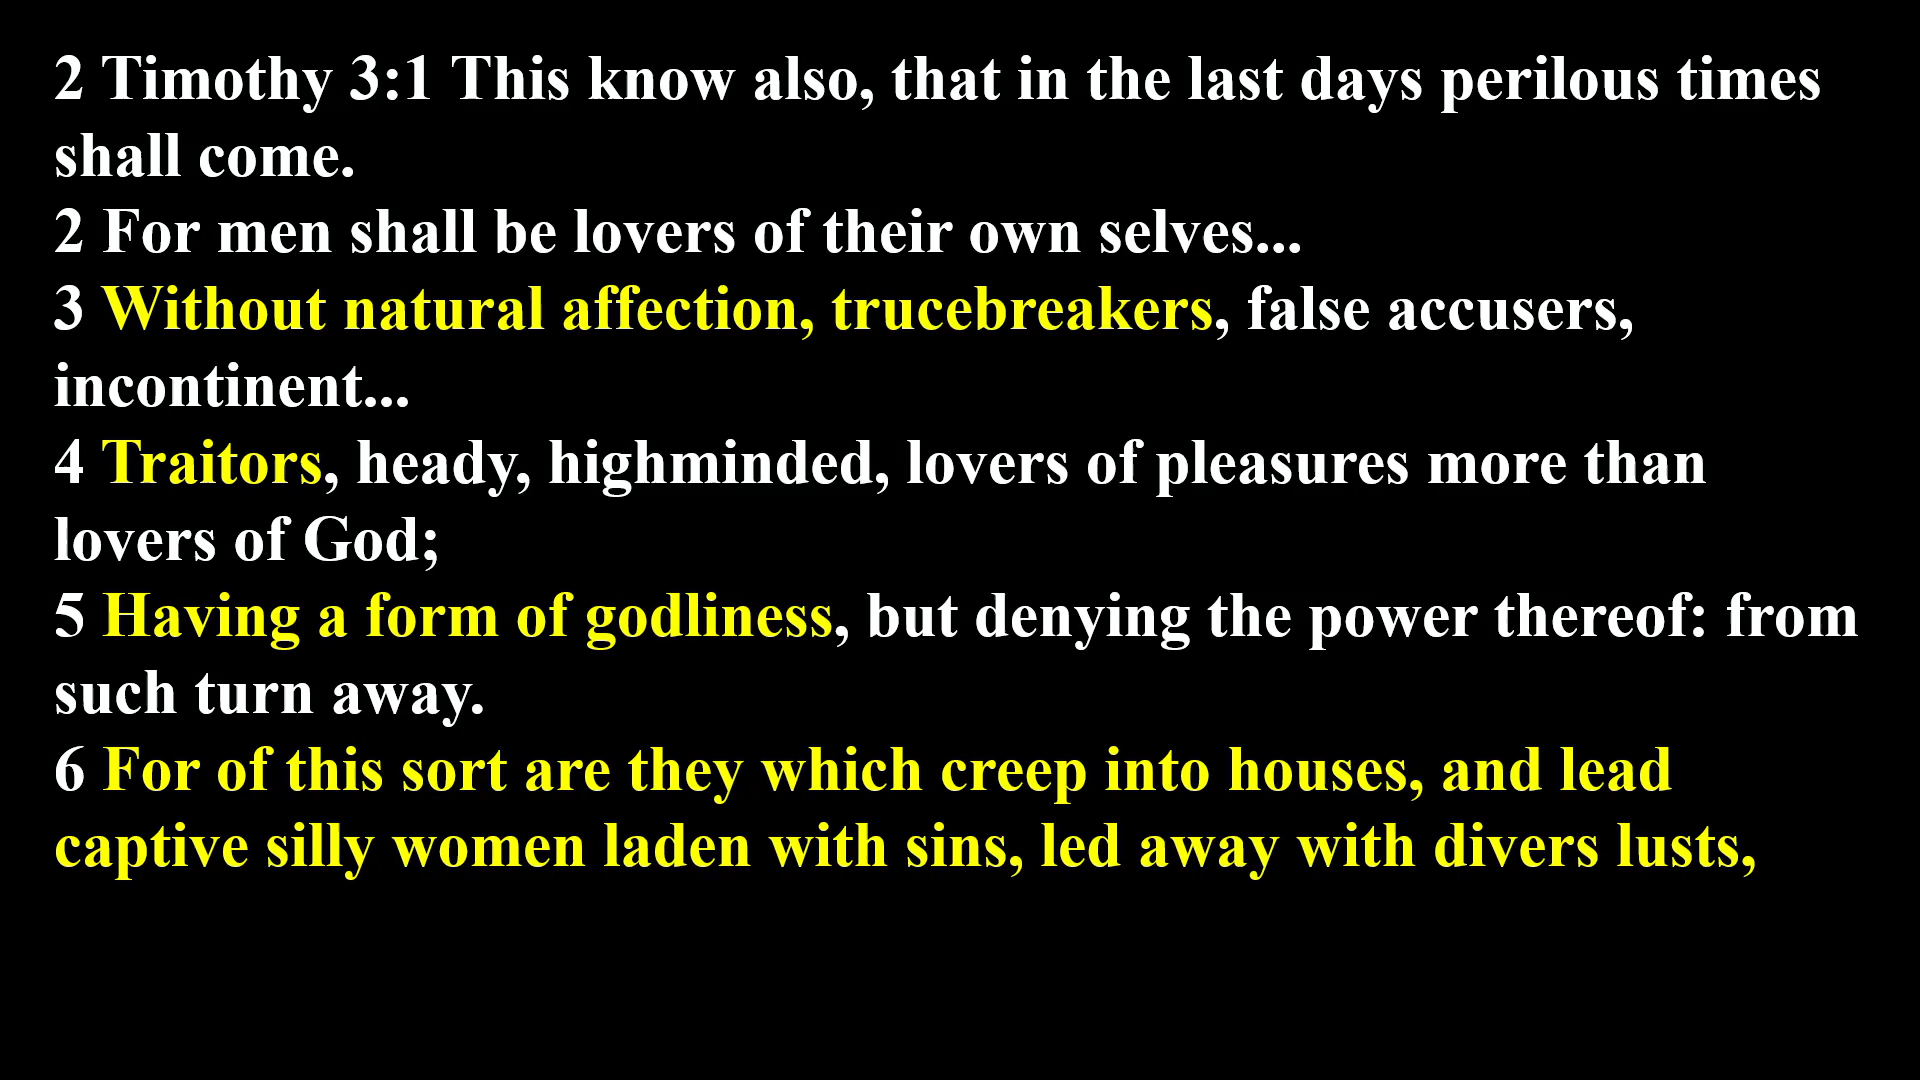 2 Timothy 3:1 This know also, that in the last days perilous times
shall come.
2 For men shall be lovers of their own selves...
3 Without natural affection, trucebreakers, false accusers,
incontinent...
4 Traitors, heady, highminded, lovers of pleasures more than
lovers of God;
5 Having a form of godliness, but denying the power thereof: from
such turn away.
6 For of this sort are they which creep into houses, and lead
captive silly women laden with sins, led away with divers lusts,